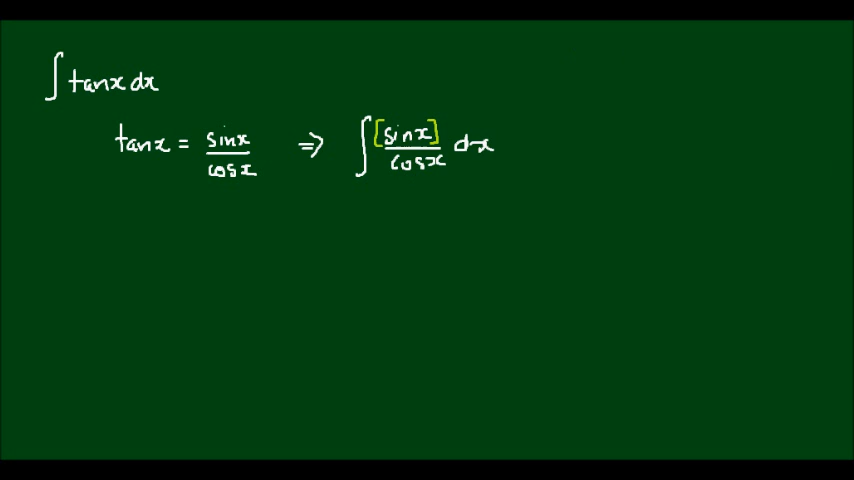 ∫ tanx dx
tanx = sinx/cosx ⇒ ∫ [sinx]/cosx dx